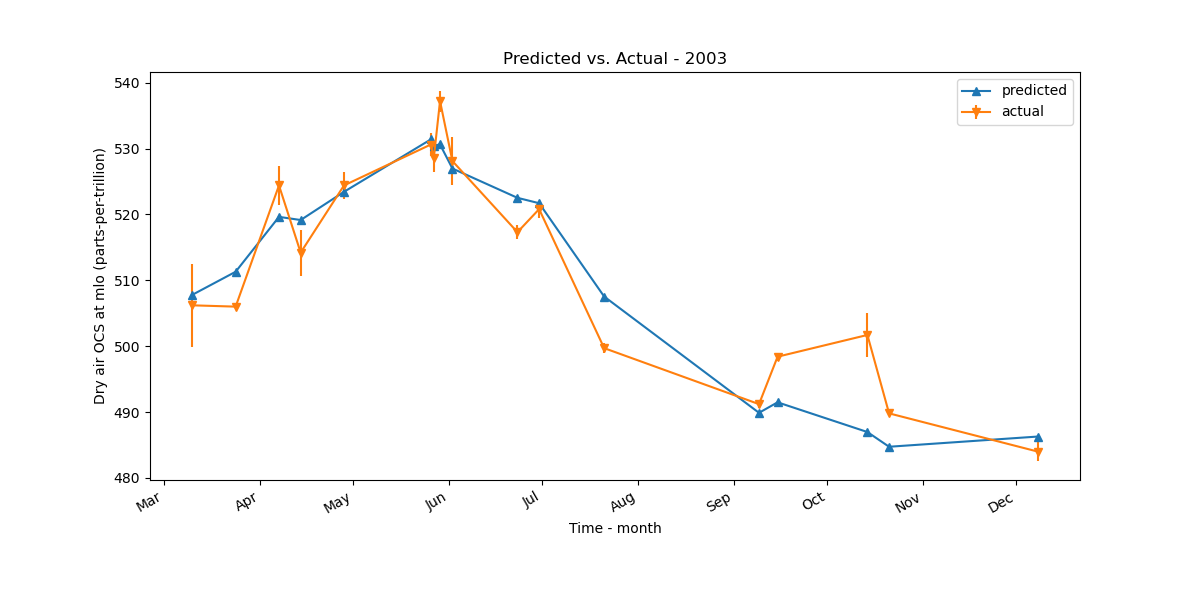 Predicted vs. Actual - 2003
540
530
520
510
500
490
480
Dry air OCS at mlo (parts-per-trillion)
predicted
actual
Mar
Apr
May
Jun
Jul
Aug
Sep
Oct
Nov
Dec
Time - month